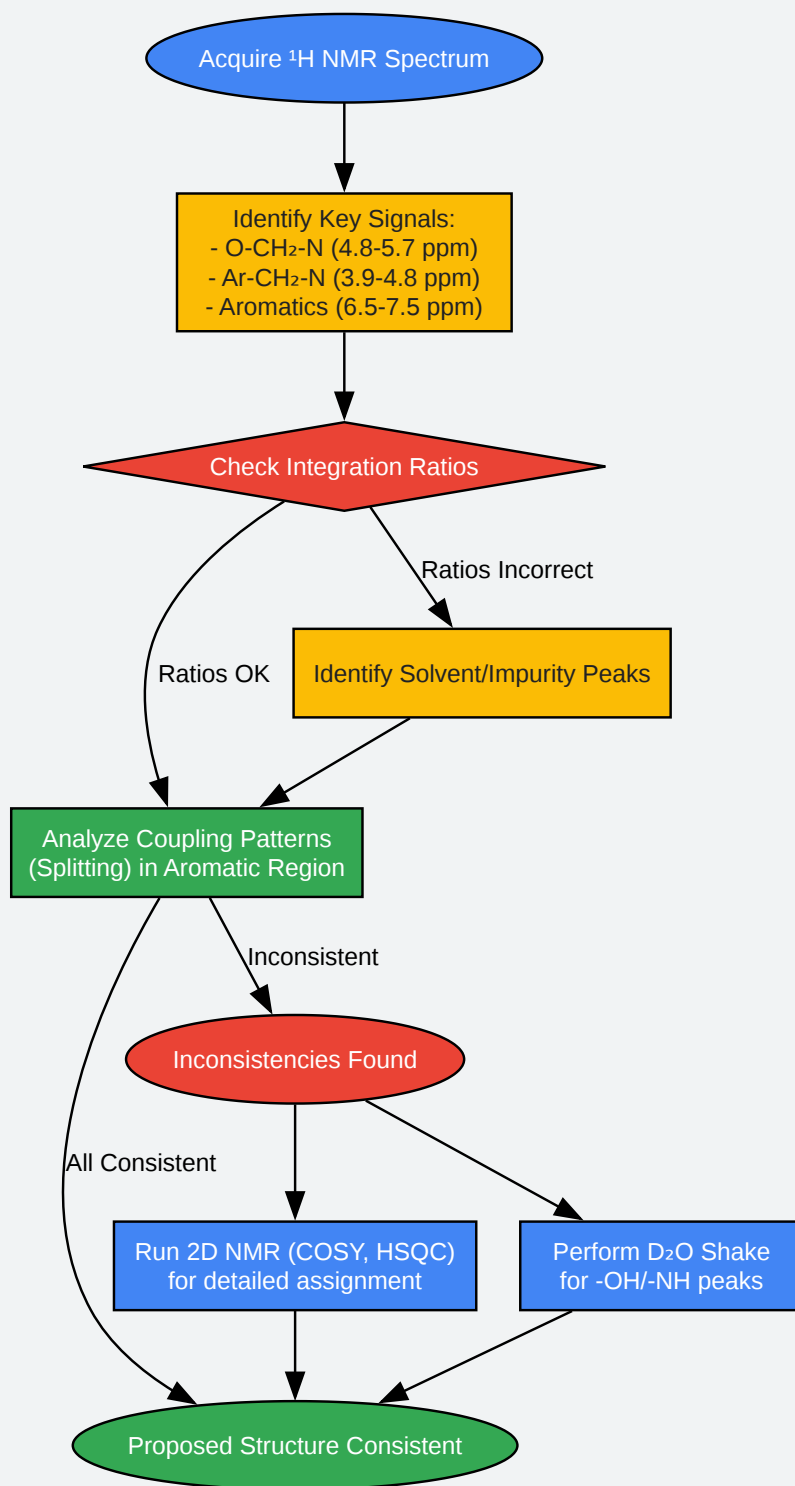 Acquire ¹H NMR Spectrum
Identify Key Signals:
- O-CH₂-N (4.8-5.7 ppm)
- Ar-CH₂-N (3.9-4.8 ppm)
- Aromatics (6.5-7.5 ppm)
Check Integration Ratios
Ratios Incorrect
Ratios OK
Identify Solvent/Impurity Peaks
Analyze Coupling Patterns
(Splitting) in Aromatic Region
Inconsistent
Inconsistencies Found
All Consistent
Run 2D NMR (COSY, HSQC)
for detailed assignment
Perform D₂O Shake
for -OH/-NH peaks
Proposed Structure Consistent